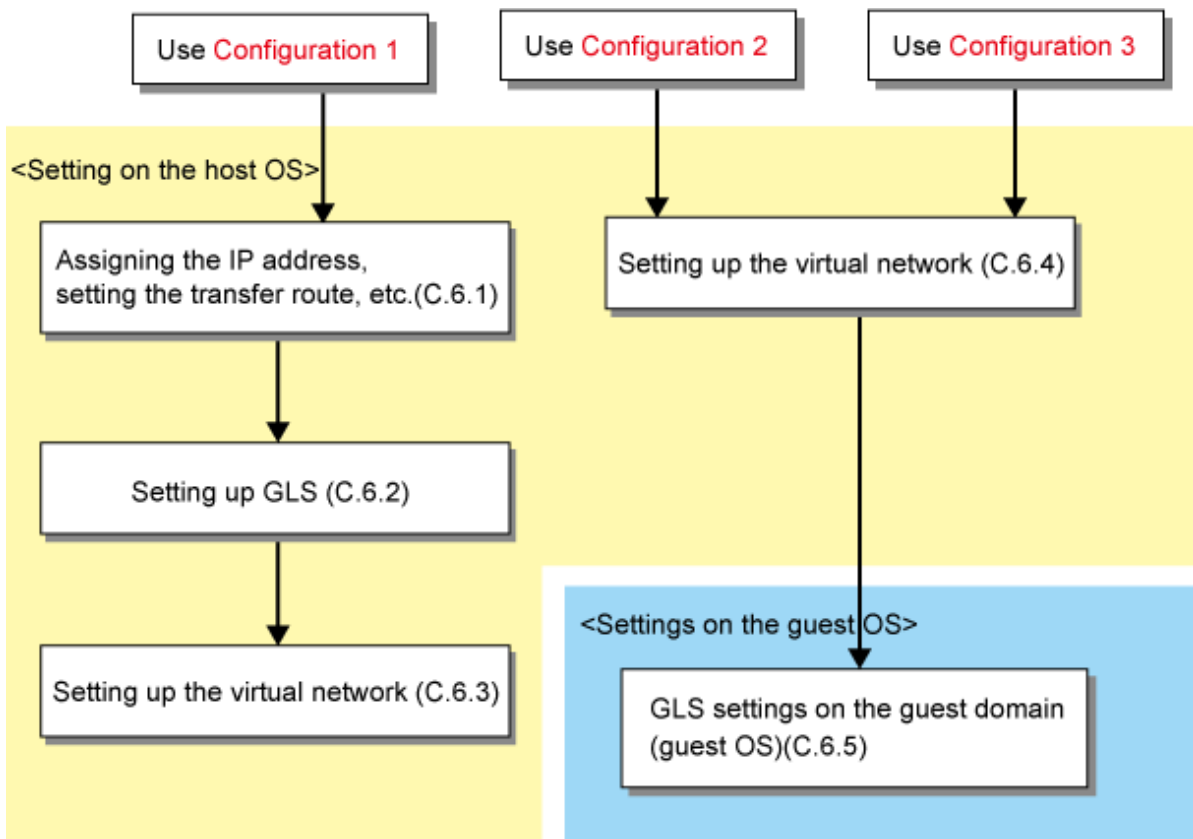 Use Configuration 1
Use Configuration 2
Use Configuration 3
<Setting on the host OS>
Assigning the IP address,
setting the transfer route, etc.(C.6.1)
Setting up the virtual network (C.6.4)
Setting up GLS (C.6.2)
<Settings on the guest OS>
Setting up the virtual network (C.6.3)
GLS settings on the guest domain
(guest OS)(C.6.5)